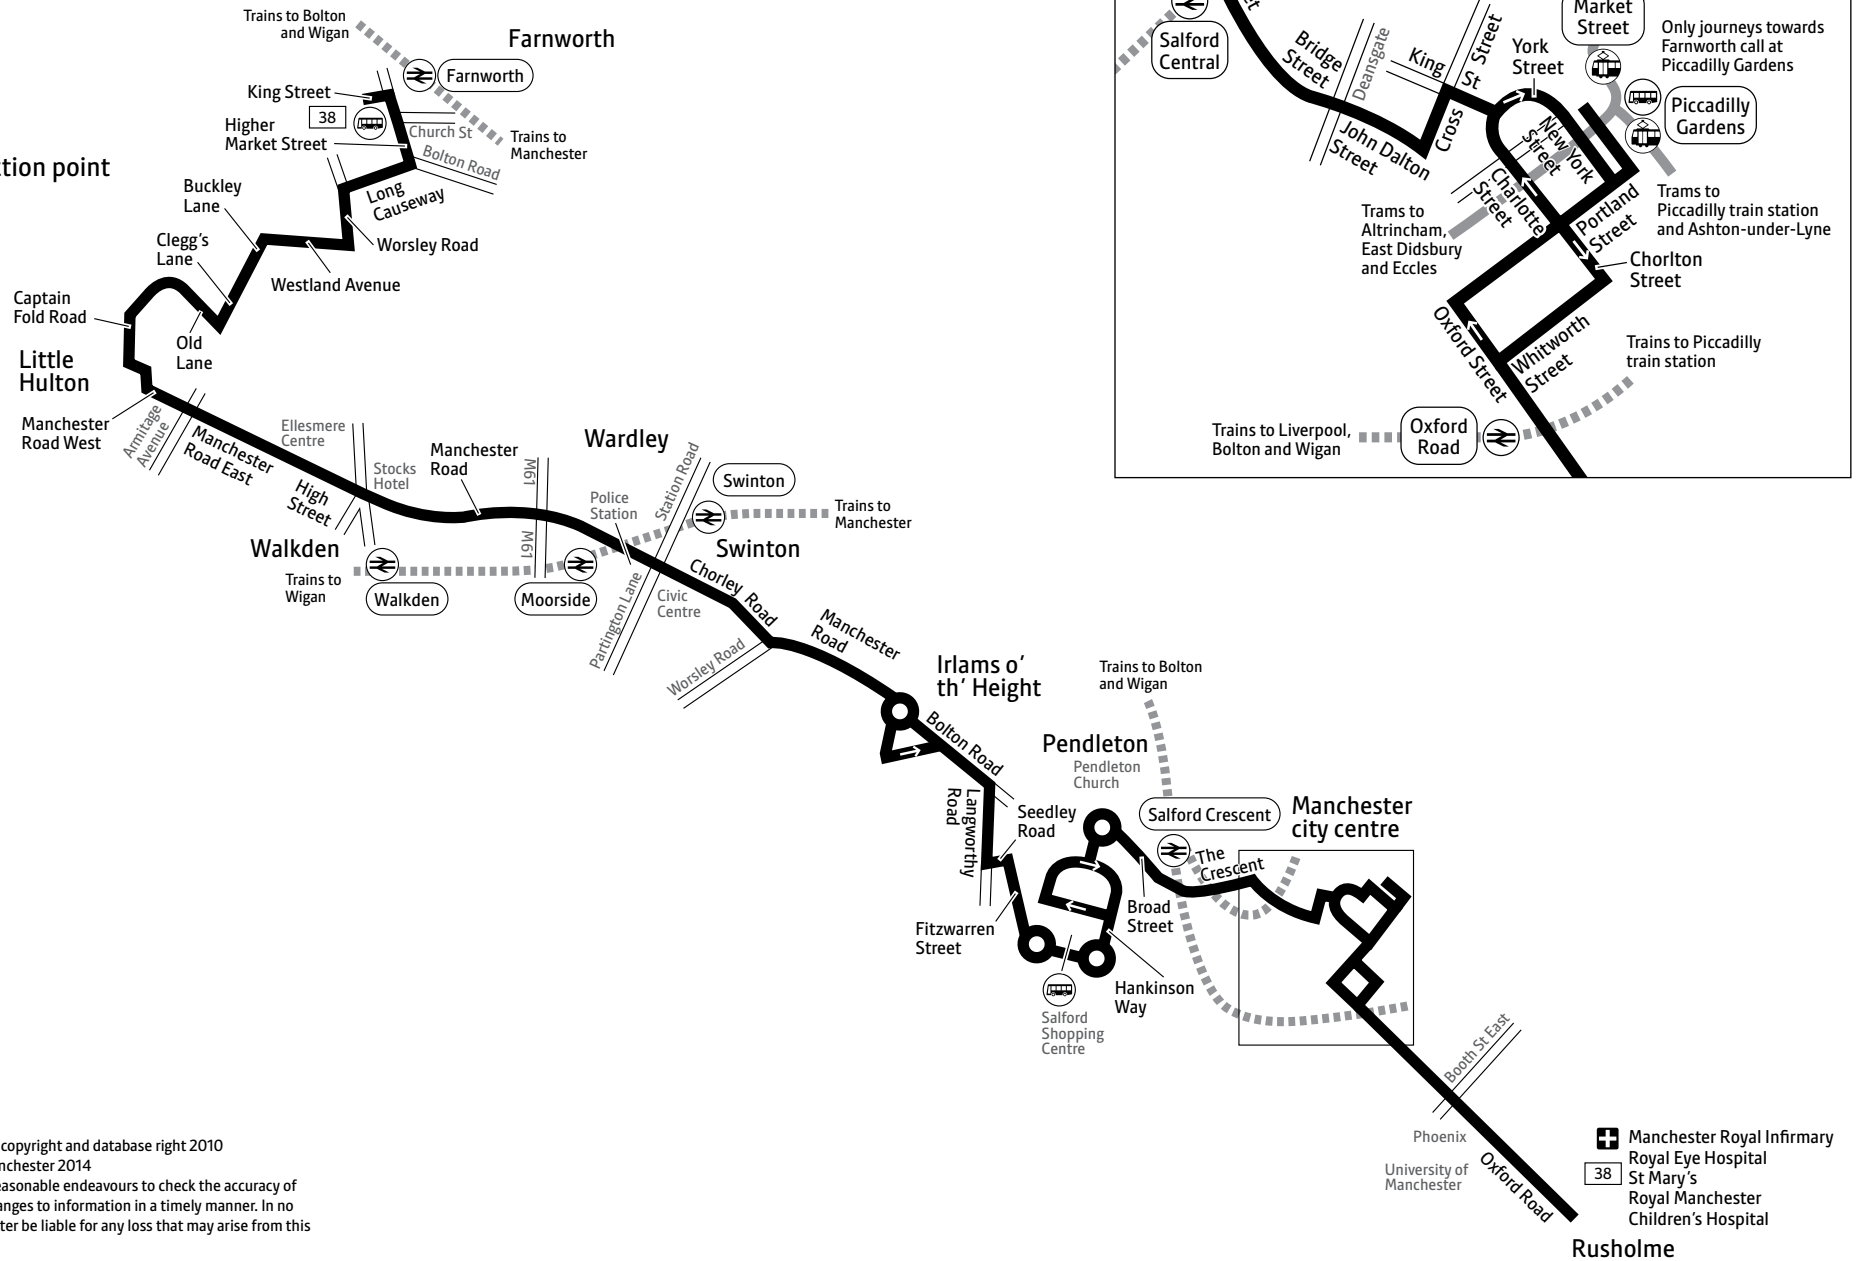 Trains to Bolton
and Wigan
Farnworth
Farnworth
King Street
38
Higher
Market Street
Church St
Bolton Road
Trains to
Manchester
tion point
Buckley
Lane
Long
Causeway
Clegg's
Lane
Worsley Road
Westland Avenue
Captain
Fold Road
Old
Lane
Little
Hulton
Manchester
Road West
Armitage
Avenue
Manchester
Road East
Ellesmere
Centre
High
Street
Stocks
Hotel
Manchester
Road
M61
M61
Wardley
Police
Station
Station Road
Swinton
Trains to
Manchester
Walkden
Trains to
Wigan
Walkden
Moorside
Swinton
Partington Lane
Civic
Centre
Chorley Road
Worsley Road
Manchester
Road
Irlams o'
th' Height
Bolton Road
Langworthy
Road
Seedley
Road
Fitzwarren
Street
Pendleton
Pendleton
Church
Trains to Bolton
and Wigan
Salford Crescent
The
Crescent
Broad
Street
Hankinson
Way
Salford
Shopping
Centre
Manchester
city centre
Booth St East
Phoenix
University of
Manchester
Oxford Road
Manchester Royal Infirmary
Royal Eye Hospital
38
St Mary's
Royal Manchester
Children's Hospital
Rusholme
Salford
Central
et
Bridge
Street
Deansgate
John Dalton
Street
King
St
Cross
Street
York
Street
Market
Street
Only journeys towards
Farnworth call at
Piccadilly Gardens
Piccadilly
Gardens
New York
Street
Charlotte
Street
Portland
Street
Trams to
Piccadilly train station
and Ashton-under-Lyne
Trams to
Altrincham,
East Didsbury
and Eccles
Chorlton
Street
Oxford Street
Whitworth
Street
Trains to Piccadilly
train station
Trains to Liverpool,
Bolton and Wigan
Oxford
Road
copyright and database right 2010
nchester 2014
easonable endeavours to check the accuracy of
anges to information in a timely manner. In no
ter be liable for any loss that may arise from this